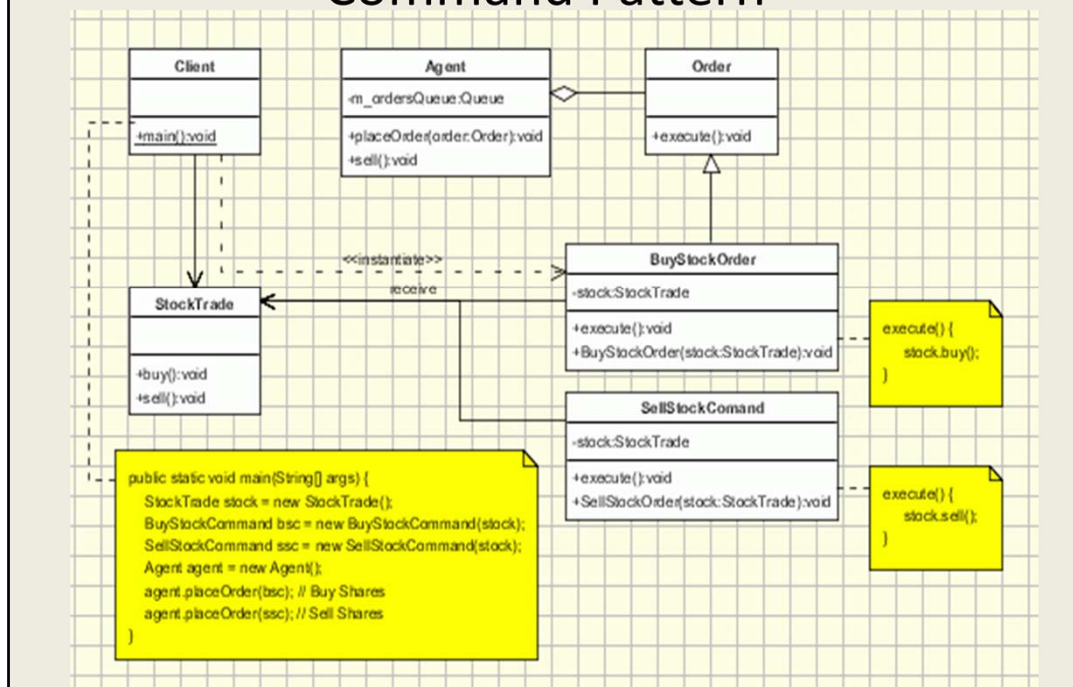 Command Pattern
Client
+main():void
Agent
-m_ordersQueue:Queue
+placeOrder(order:Order):void
+sell():void
Order
+execute():void
<<instantiate>>
receive
StockTrade
+buy():void
+sell():void
BuyStockOrder
-stock:StockTrade
+execute():void
+BuyStockOrder(stock:StockTrade):void
execute() {
stock.buy();
}
SellStockComand
-stock:StockTrade
+execute():void
+SellStockOrder(stock:StockTrade):void
execute() {
stock.sell();
}
public static void main(String[] args) {
StockTrade stock = new StockTrade();
BuyStockCommand bsc = new BuyStockCommand(stock);
SellStockCommand ssc = new SellStockCommand(stock);
Agent agent = new Agent();
agent.placeOrder(bsc); // Buy Shares
agent.placeOrder(ssc); // Sell Shares
}